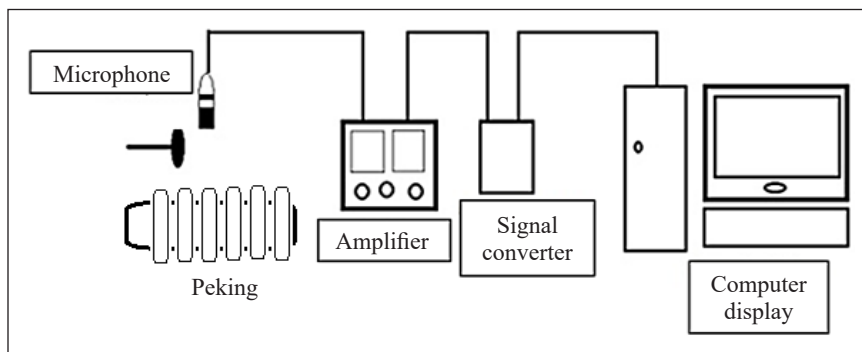 Microphone
Amplifier
Signal
converter
Peking
Computer
display